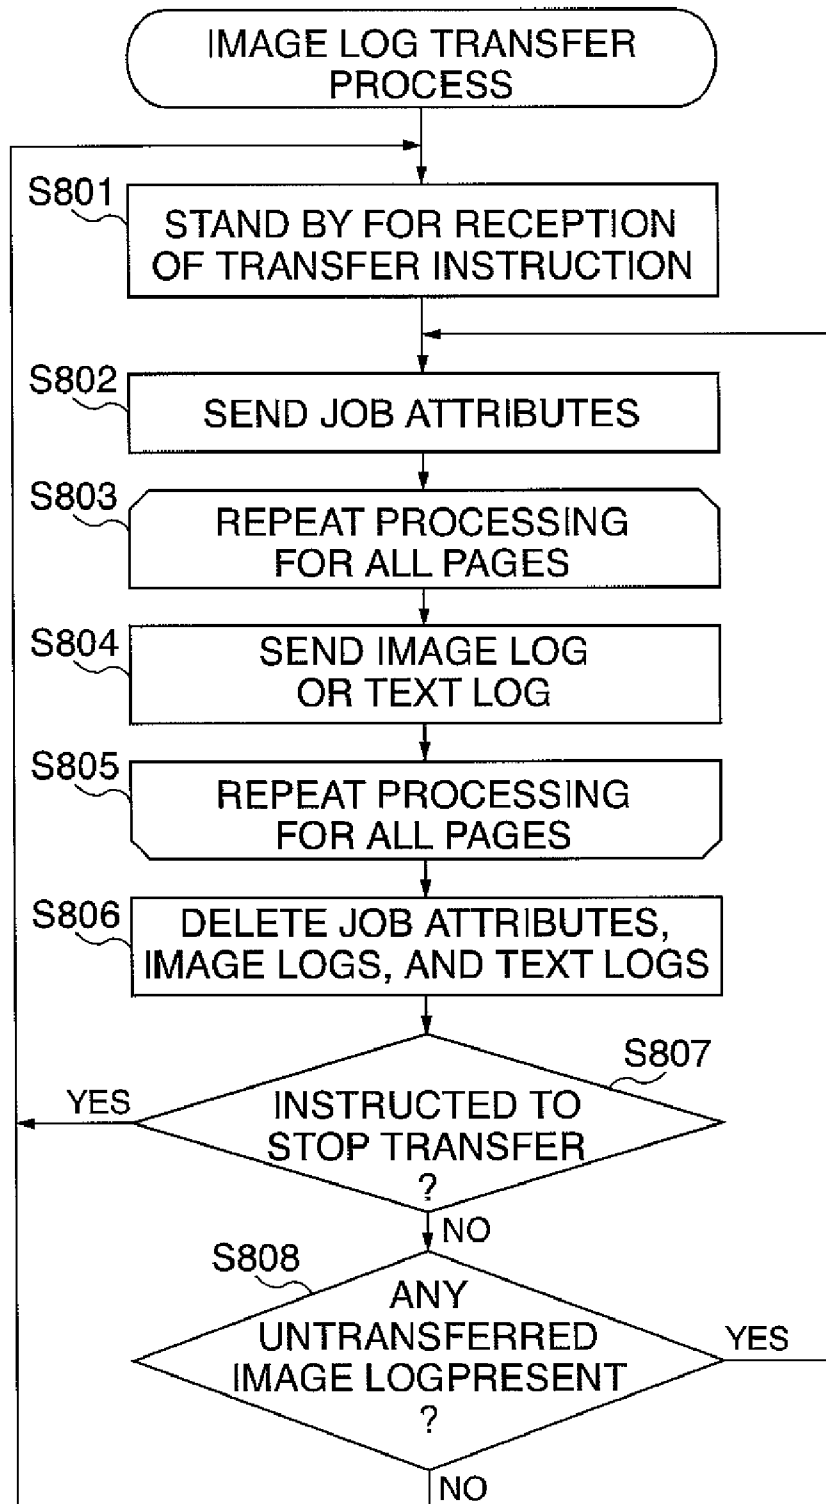 IMAGE LOG TRANSFER
PROCESS
S801
STAND BY FOR RECEPTION
OF TRANSFER INSTRUCTION
S802
SEND JOB ATTRIBUTES
S803
REPEAT PROCESSING
FOR ALL PAGES
S804
SEND IMAGE LOG
OR TEXT LOG
S805
REPEAT PROCESSING
FOR ALL PAGES
S806
DELETE JOB ATTRIBUTES,
IMAGE LOGS, AND TEXT LOGS
S807
YES
INSTRUCTED TO
STOP TRANSFER
?
NO
S808
ANY
UNTRANSFERRED
IMAGE LOGPRESENT
?
YES
NO